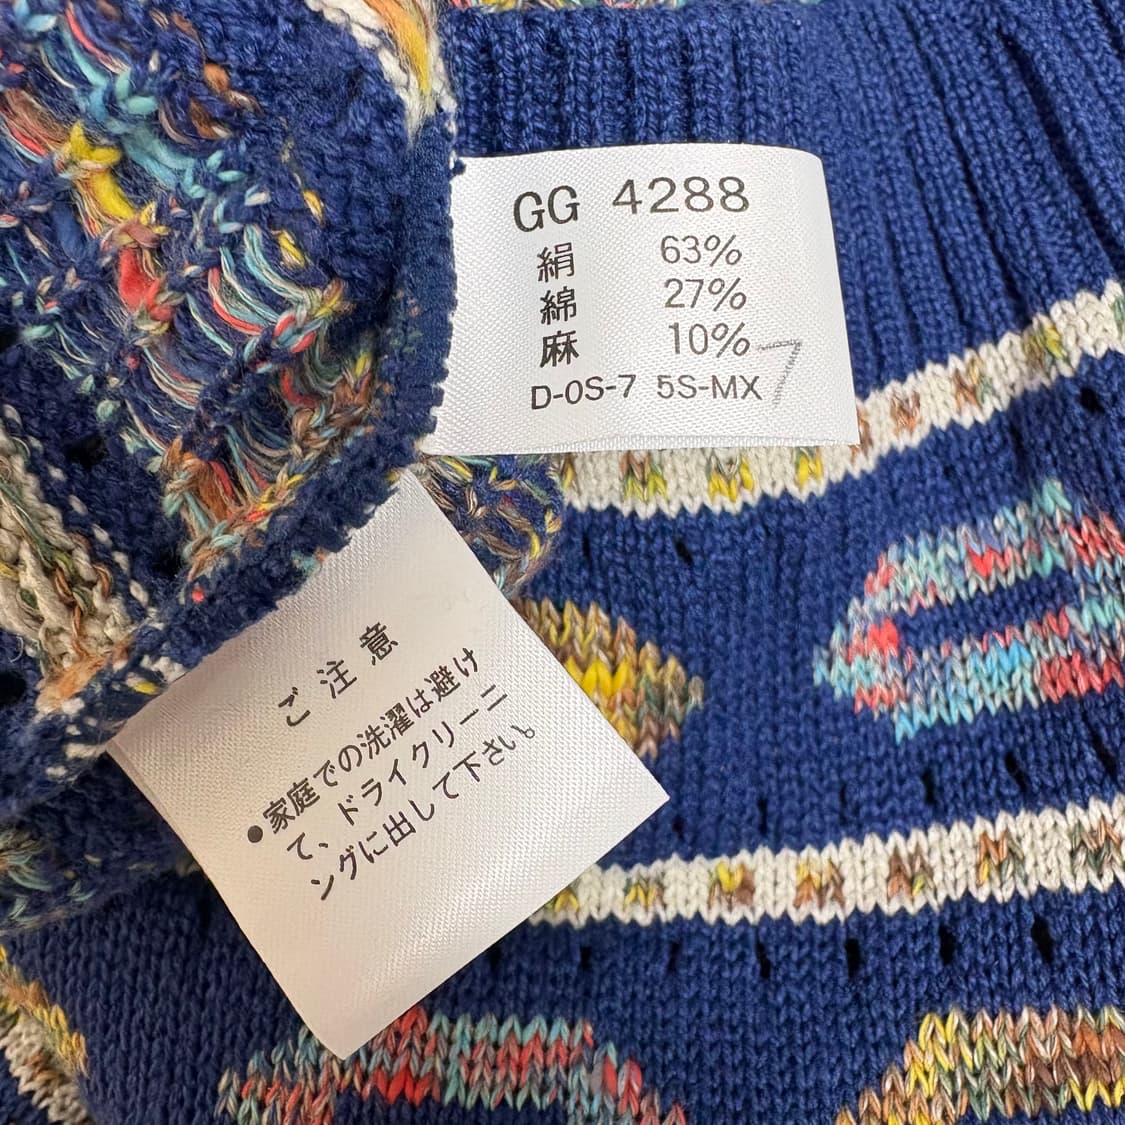 GG 4288
絹 63%
綿 27%
麻 10%
D-0S-7 5S-MX
ご注意
●家庭での洗濯は避け
て、ドライクリーニ
ングに出して下さい。